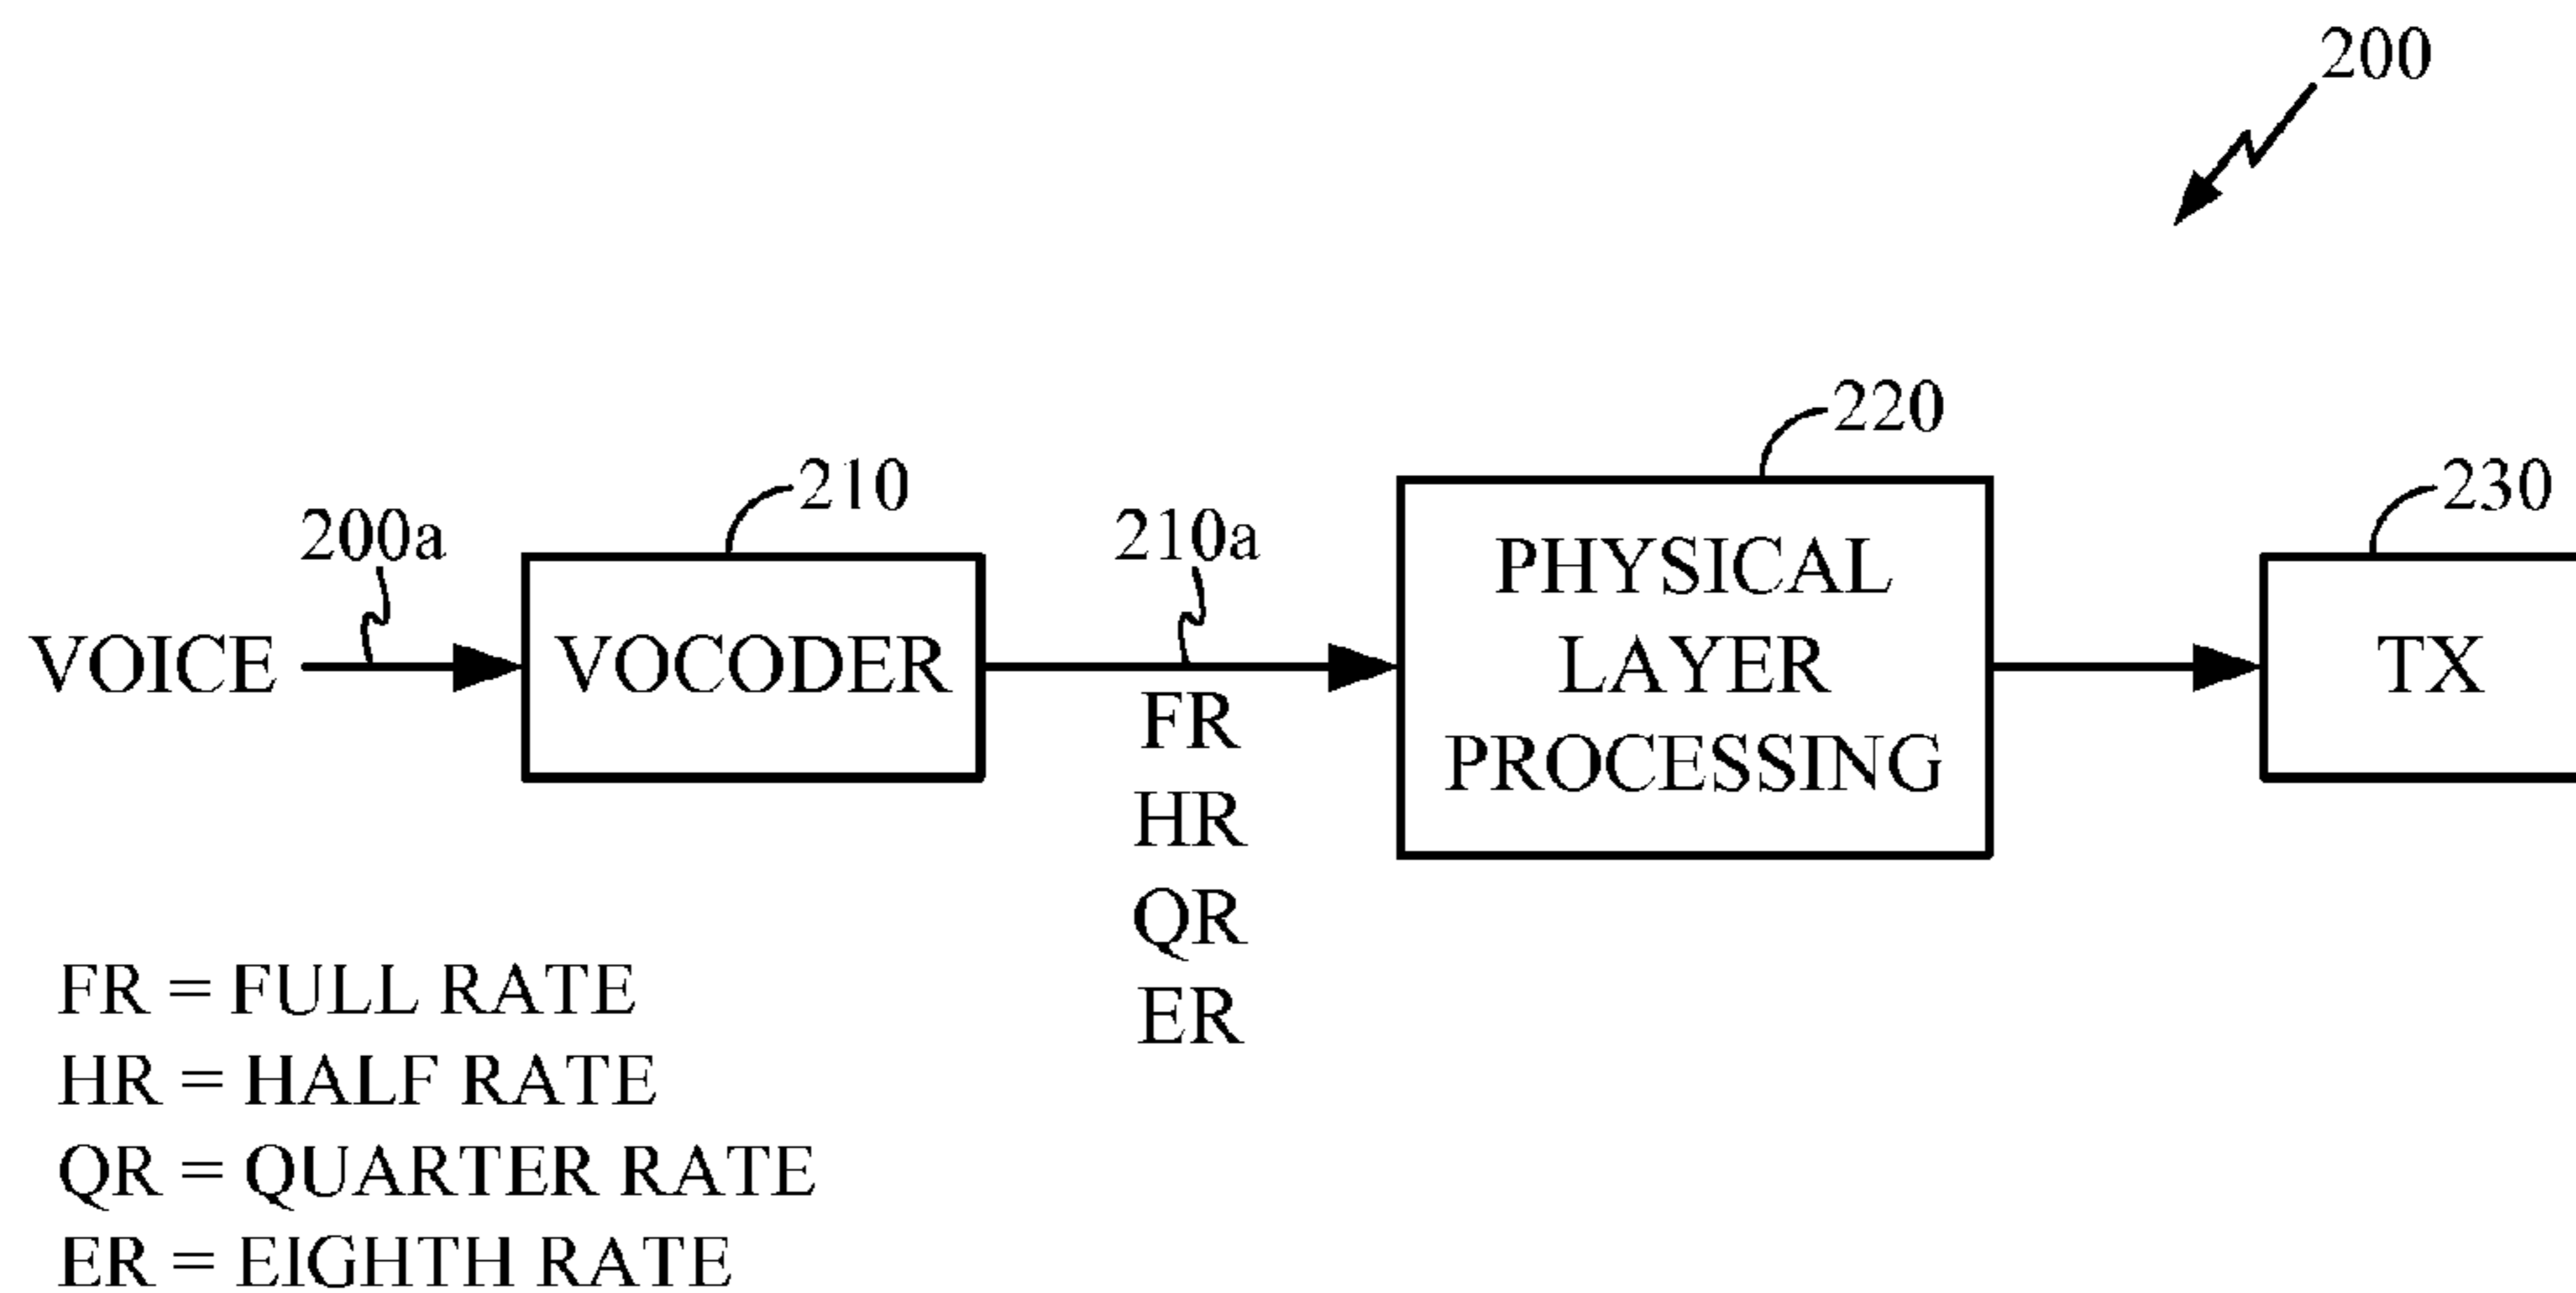 200
220
210
230
200a
210a
VOICE
VOCODER
PHYSICAL
LAYER
PROCESSING
TX
FR
HR
QR
ER
FR = FULL RATE
HR = HALF RATE
QR = QUARTER RATE
ER = EIGHTH RATE